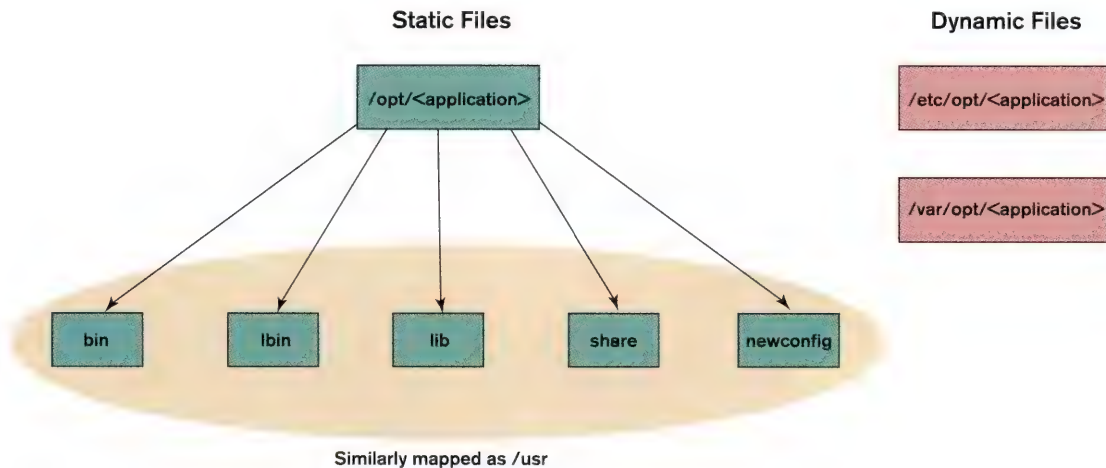 Static Files
Dynamic Files
/opt/<application>
/etc/opt/<application>
/var/opt/<application>
bin
lbin
lib
share
newconfig
Similarly mapped as /usr